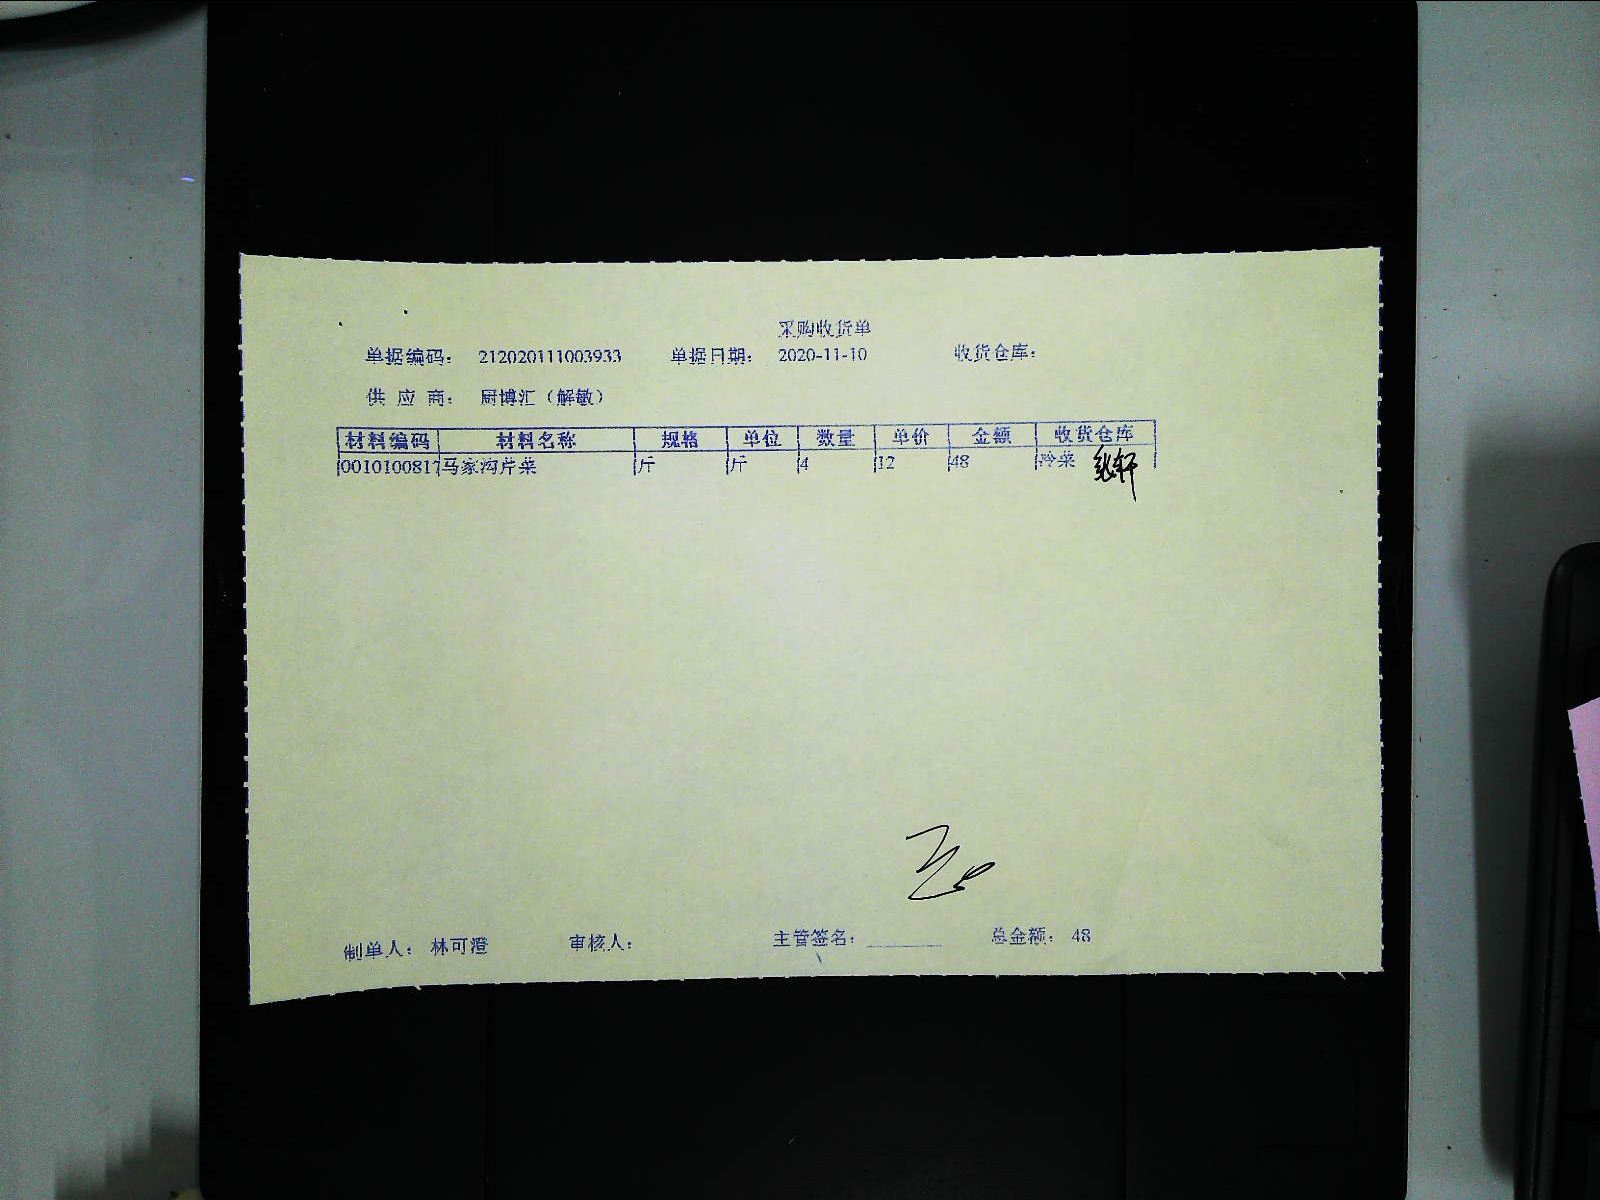 采购收货单
单据编码： 212020111003933 单据日期： 2020-11-10 收货仓库：
供 应 商： 厨博汇（解敏）
材料编码 材料名称 规格 单位 数量 单价 金额 收货仓库
0010100817 马家沟芹菜 斤 斤 4 12 48 冷菜
制单人： 林可澄 审核人： 主管签名： 总金额： 48